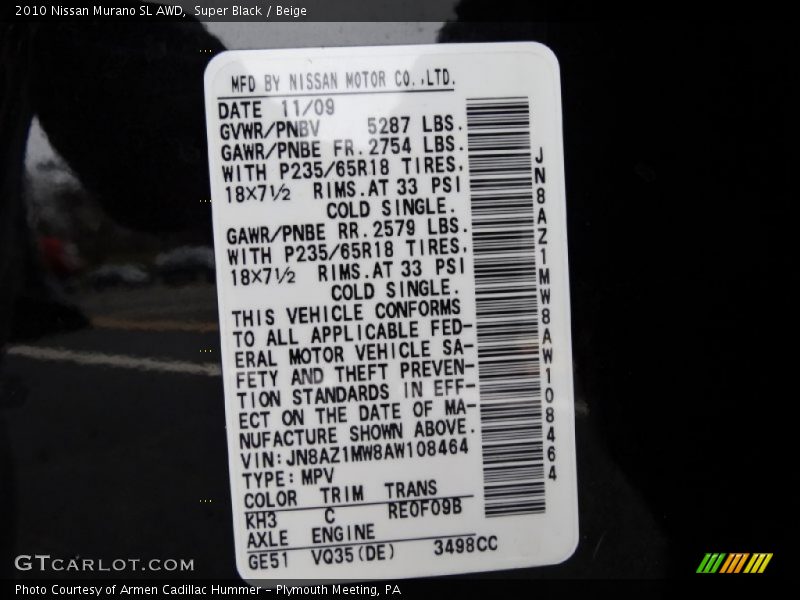 2010 Nissan Murano SL AWD,  Super Black / Beige
MFD BY NISSAN MOTOR CO.,LTD.
DATE 11/09
GVWR/PNBV 5287 LBS.
GAWR/PNBE FR.2754 LBS.
WITH P235/65R18 TIRES,
18X7½ RIMS.AT 33 PSI
COLD SINGLE.
GAWR/PNBE RR.2579 LBS.
WITH P235/65R18 TIRES,
18X7½ RIMS.AT 33 PSI
COLD SINGLE.
THIS VEHICLE CONFORMS
TO ALL APPLICABLE FED-
ERAL MOTOR VEHICLE SA-
FETY AND THEFT PREVEN-
TION STANDARDS IN EFF-
ECT ON THE DATE OF MA-
NUFACTURE SHOWN ABOVE.
VIN:JN8AZ1MW8AW108464
TYPE:MPV
COLOR TRIM TRANS
KH3 C RE0F09B
AXLE ENGINE
GE51 VQ35(DE) 3498CC
JN8AZ1MW8AW108464
GTCARLOT.COM
Photo Courtesy of Armen Cadillac Hummer - Plymouth Meeting, PA